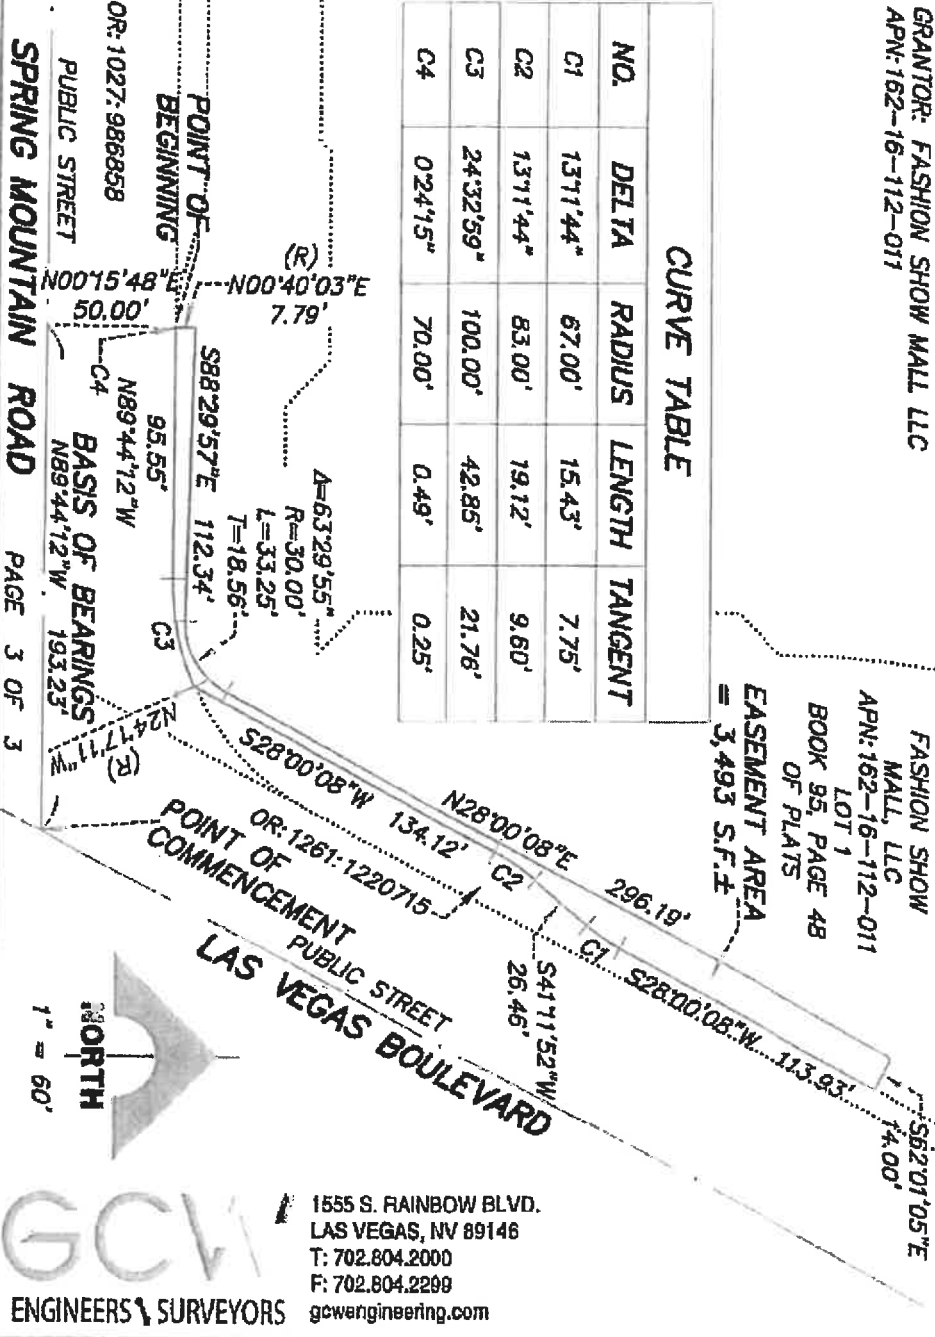 GRANTOR: FASHION SHOW MALL LLC
APN: 162-16-112-011
CURVE TABLE
NO. DELTA RADIUS LENGTH TANGENT
C1 13°11'44" 67.00' 15.43' 7.75'
C2 13°11'44" 83.00' 19.12' 9.60'
C3 24°32'59" 100.00' 42.85' 21.76'
C4 0°24'15" 70.00' 0.49' 0.25'
FASHION SHOW
MALL, LLC
APN: 162-16-112-011
LOT 1
BOOK 95, PAGE 48
OF PLATS
EASEMENT AREA
= 3,493 S.F.±
S62°01'05"E
14.00'
N28°00'08"E 296.19'
S28°00'08"W 113.93'
C1
S41°11'52"W
26.46'
C2
S28°00'08"W 134.12'
OR: 1261: 1220715
Δ=63°29'55"
R=30.00'
L=33.25'
T=18.56'
(R)
N00°40'03"E
7.79'
POINT OF
BEGINNING
S88°29'57"E 112.34'
OR: 1027: 986858
N00°15'48"E
50.00'
C4
95.55'
N89°44'12"W
C3
N24°17'11"W
(R)
BASIS OF BEARINGS
N89°44'12"W 193.23'
PUBLIC STREET
SPRING MOUNTAIN ROAD
POINT OF
COMMENCEMENT
PUBLIC STREET
LAS VEGAS BOULEVARD
PAGE 3 OF 3
NORTH
1" = 60'
GCW
ENGINEERS \ SURVEYORS
1555 S. RAINBOW BLVD.
LAS VEGAS, NV 89146
T: 702.804.2000
F: 702.804.2299
gcwengineering.com